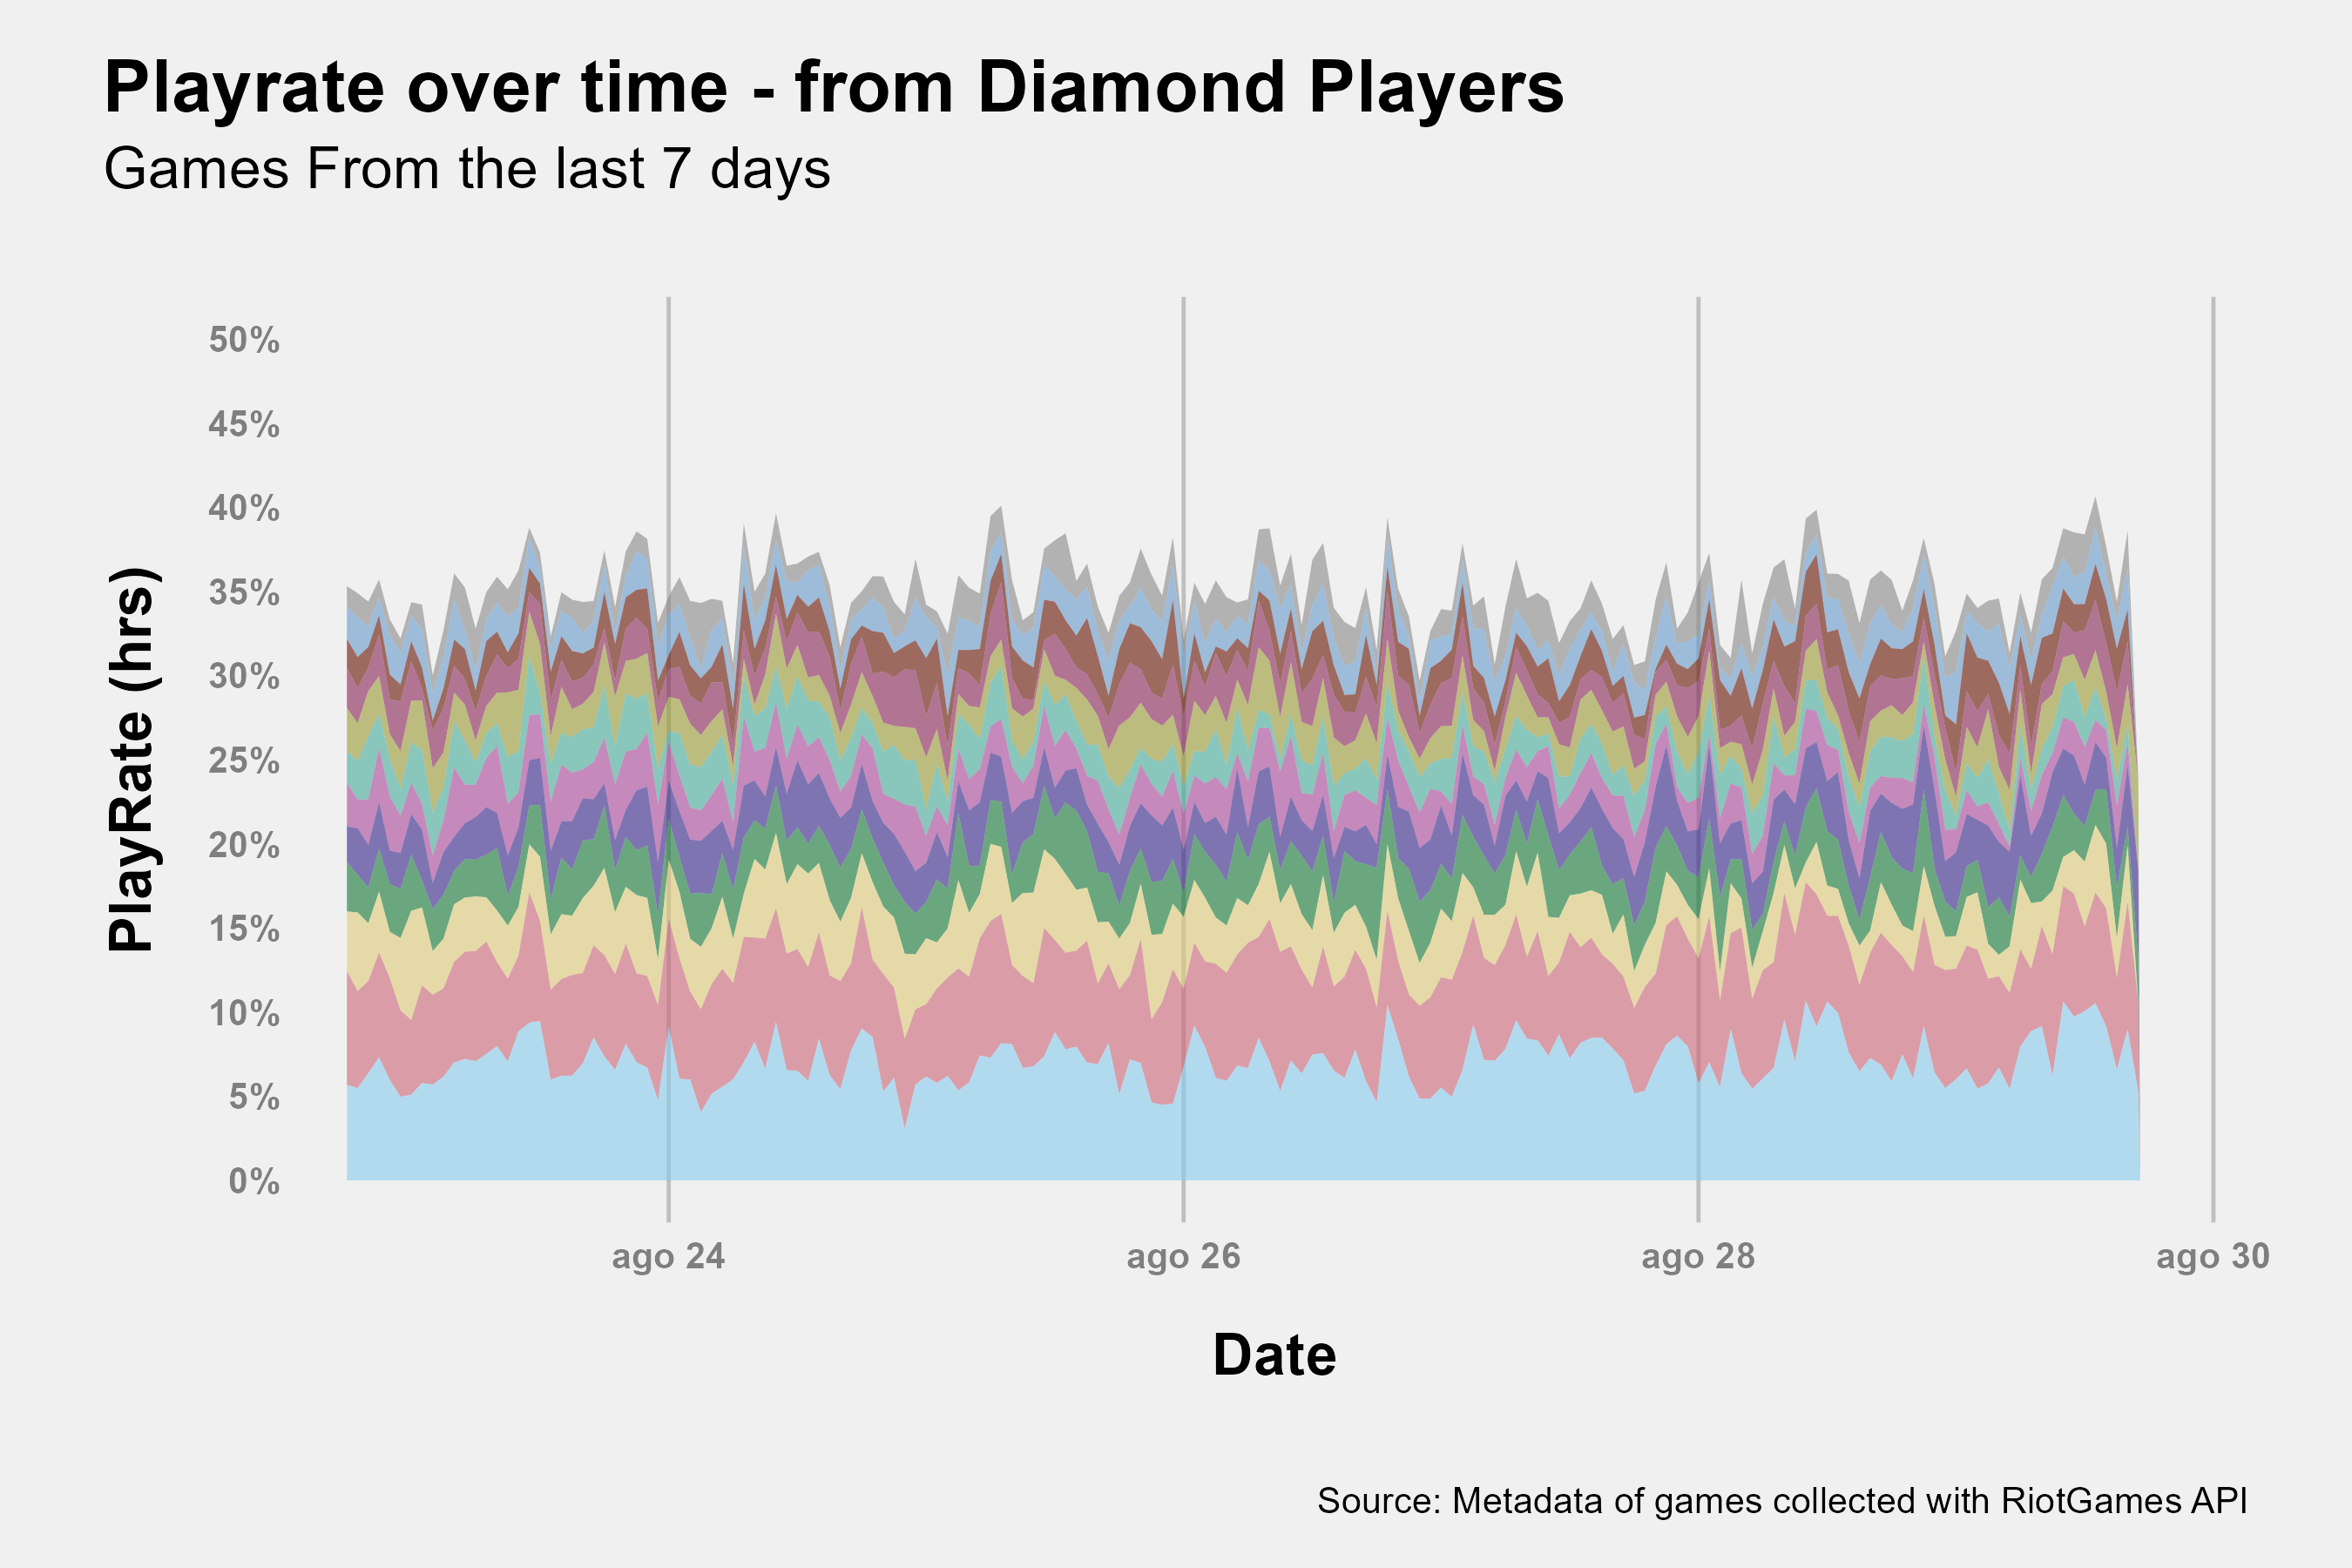 Playrate over time - from Diamond Players
Games From the last 7 days
PlayRate (hrs)
50%
45%
40%
35%
30%
25%
20%
15%
10%
5%
0%
ago 24
ago 26
ago 28
ago 30
Date
Source: Metadata of games collected with RiotGames API